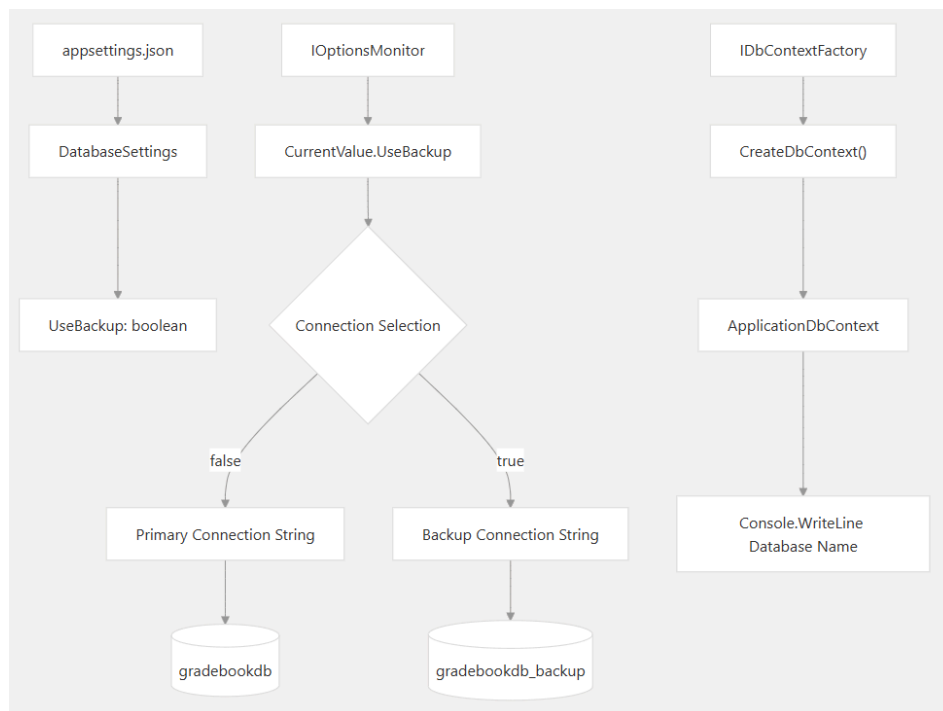 appsettings.json
IOptionsMonitor
IDbContextFactory
DatabaseSettings
CurrentValue.UseBackup
CreateDbContext()
UseBackup: boolean
Connection Selection
ApplicationDbContext
false
true
Primary Connection String
Backup Connection String
Console.WriteLine
Database Name
gradebookdb
gradebookdb_backup